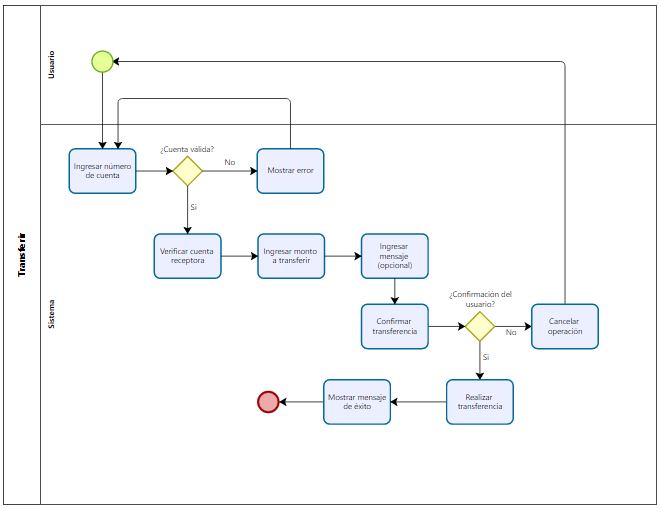 Transferir
Usuario
Sistema
¿Cuenta válida?
Ingresar número
de cuenta
No
Mostrar error
Si
Verificar cuenta
receptora
Ingresar monto
a transferir
Ingresar
mensaje
(opcional)
¿Confirmación del
usuario?
Confirmar
transferencia
No
Cancelar
operación
Si
Mostrar mensaje
de éxito
Realizar
transferencia